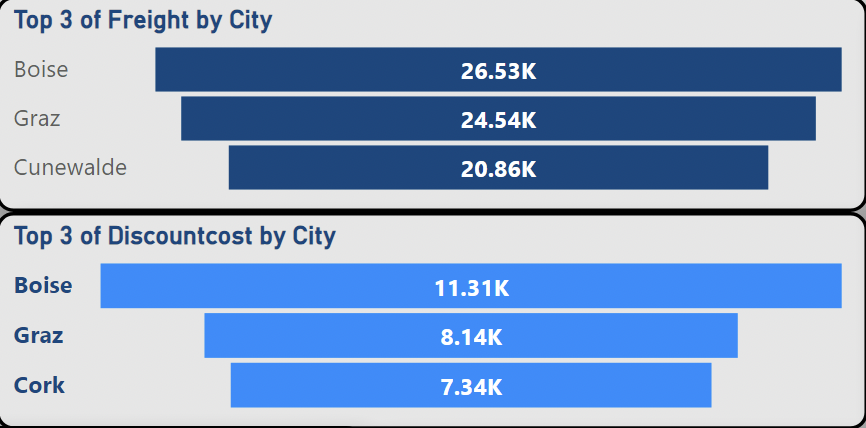 Top 3 of Freight by City
Boise 26.53K
Graz 24.54K
Cunewalde 20.86K
Top 3 of Discountcost by City
Boise 11.31K
Graz 8.14K
Cork 7.34K